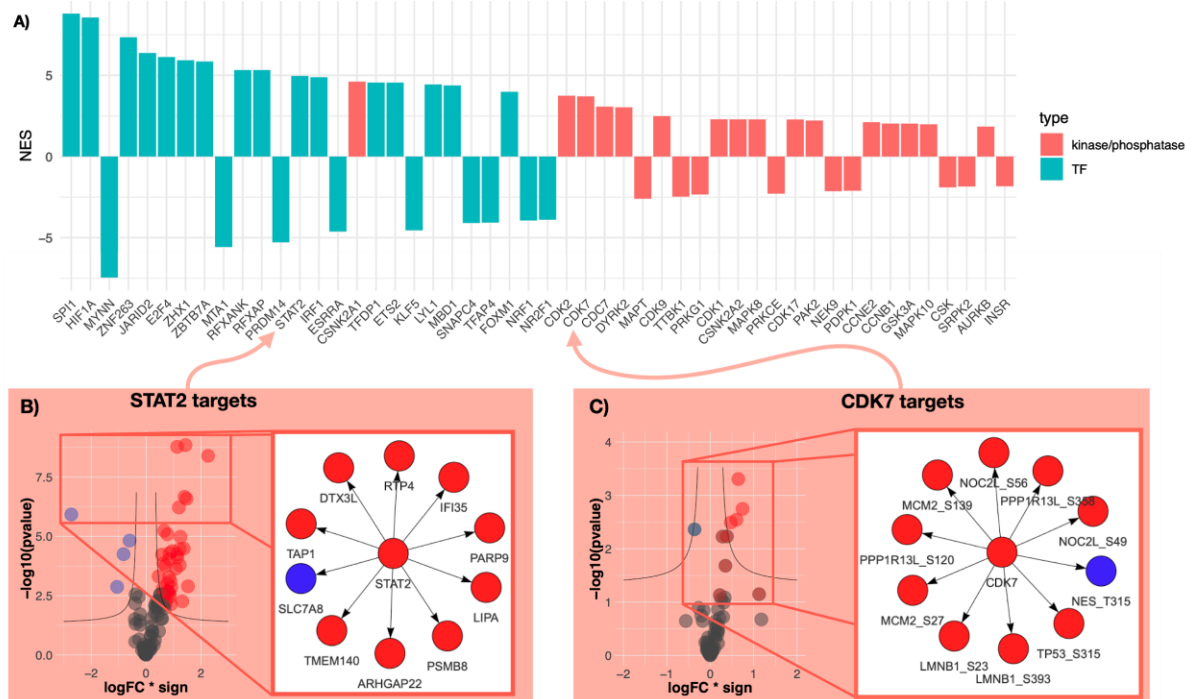 A)
NES
5
0
−5
type
kinase/phosphatase
TF
SPI1
HIF1A
MYNN
ZNF263
JARID2
E2F4
ZHX1
ZBTB7A
MTA1
RFXANK
RFXAP
PRDM14
STAT2
IRF1
ESRRA
CSNK2A1
TFDP1
ETS2
KLF5
LYL1
MBD1
SNAPC4
TFAP4
FOXM1
NRF1
NR2F1
CDK2
CDK7
CDC7
DYRK2
MAPT
CDK9
TTBK1
PRKG1
CDK1
CSNK2A2
MAPK8
PRKCE
CDK17
PAK2
NEK9
PDPK1
CCNE2
CCNB1
GSK3A
MAPK10
CSK
SRPK2
AURKB
INSR
B)
STAT2 targets
−log10(pvalue)
7.5
5.0
2.5
0.0
−2
0
2
logFC * sign
RTP4
DTX3L
IFI35
TAP1
PARP9
STAT2
SLC7A8
LIPA
TMEM140
PSMB8
ARHGAP22
C)
CDK7 targets
−log10(pvalue)
4
3
2
1
0
−2
−1
0
1
2
logFC * sign
NOC2L_S56
MCM2_S139
PPP1R13L_S358
NOC2L_S49
PPP1R13L_S120
CDK7
NES_T315
MCM2_S27
TP53_S315
LMNB1_S23
LMNB1_S393